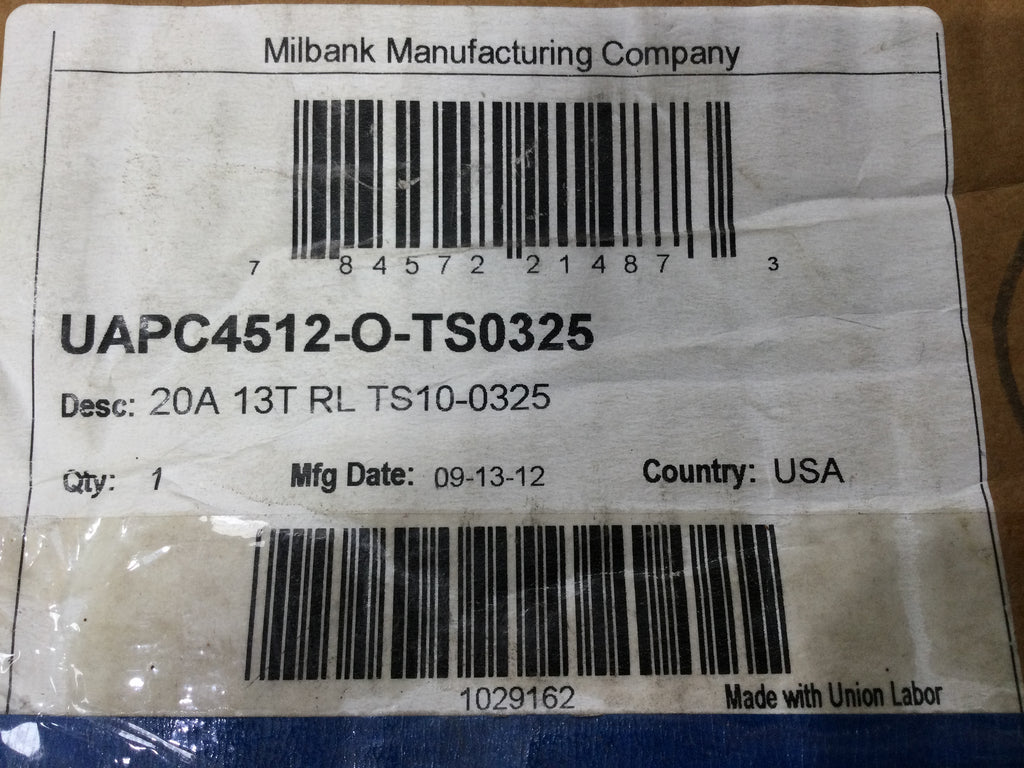 Milbank Manufacturing Company
7 84572 21487 3
UAPC4512-O-TS0325
Desc: 20A 13T RL TS10-0325
Qty: 1 Mfg Date: 09-13-12 Country: USA
1029162
Made with Union Labor